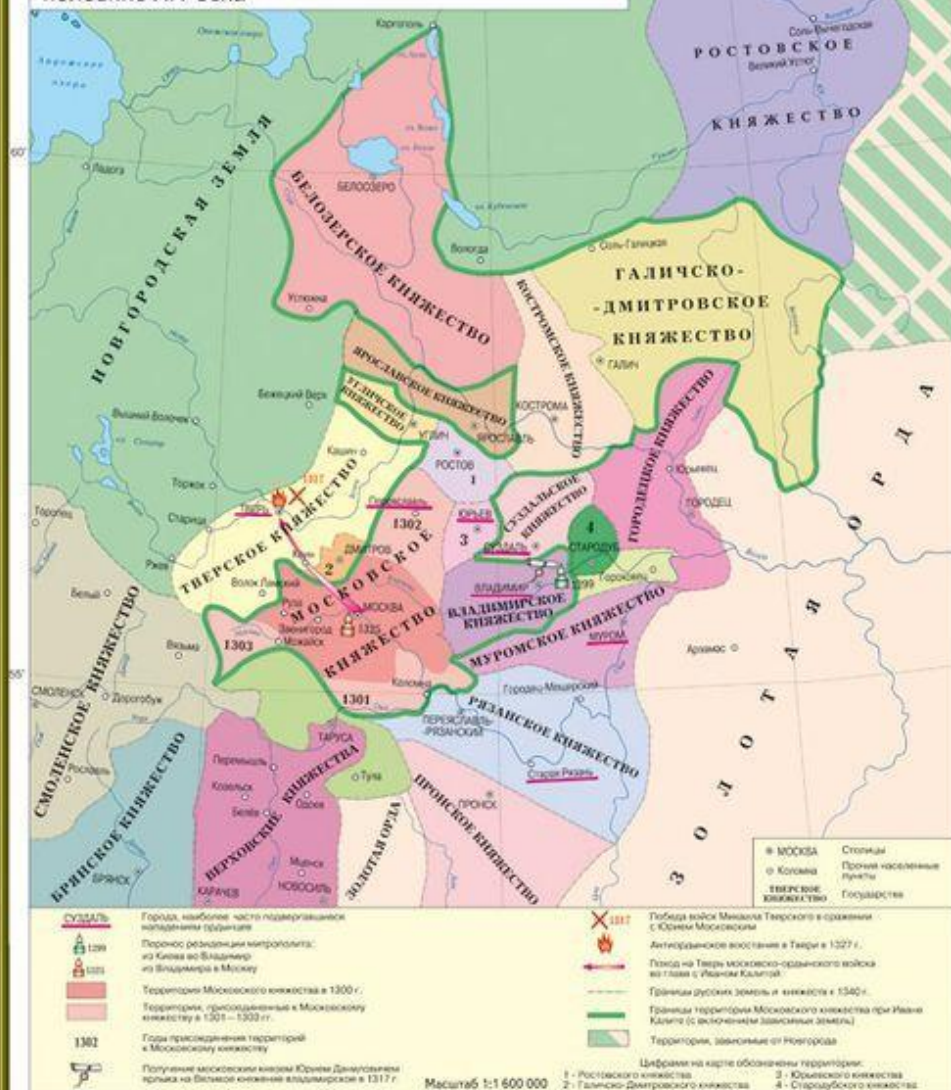 РОСТОВСКОЕ
КНЯЖЕСТВО
Каргополь
Великий Устюг
60°
Ладога
НОВГОРОДСКАЯ ЗЕМЛЯ
БЕЛООЗЕРО
БЕЛОЗЕРСКОЕ КНЯЖЕСТВО
Вологда
Соль-Галицкая
ГАЛИЧСКО-
-ДМИТРОВСКОЕ
КНЯЖЕСТВО
Устюжна
КОСТРОМСКОЕ КНЯЖЕСТВО
ГАЛИЧ
ЯРОСЛАВСКОЕ КНЯЖЕСТВО
УГЛИЧСКОЕ
КНЯЖЕСТВО
Бежецкий Верх
КОСТРОМА
Вышний Волочек
УГЛИЧ
ЯРОСЛАВЛЬ
Кашин
РОСТОВ
1
ГОРОДЕЦКОЕ КНЯЖЕСТВО
Юрьевец
ГОРОДЕЦ
ЗОЛОТАЯ ОРДА
Торжок
1317
ТВЕРЬ
Переяславль
1302
ЮРЬЕВ
3
СУЗДАЛЬСКОЕ
КНЯЖЕСТВО
4
Торопец
Старица
СУЗДАЛЬ
СТАРОДУБ
ТВЕРСКОЕ КНЯЖЕСТВО
Ржев
2
ДМИТРОВ
Волок Ламский
МОСКОВСКОЕ
КНЯЖЕСТВО
ВЛАДИМИР
1299
Гороховец
Белый
Руза
МОСКВА
1325
ВЛАДИМИРСКОЕ
КНЯЖЕСТВО
Звенигород
Можайск
1303
МУРОМСКОЕ КНЯЖЕСТВО
МУРОМ
Арзамас
Вязьма
55°
СМОЛЕНСК
Дорогобуж
СМОЛЕНСКОЕ КНЯЖЕСТВО
Коломна
1301
Городец-Мещерский
ПЕРЕЯСЛАВЛЬ
-РЯЗАНСКИЙ
РЯЗАНСКОЕ КНЯЖЕСТВО
Старая Рязань
ТАРУСА
Рославль
БРЯНСКОЕ КНЯЖЕСТВО
БРЯНСК
Перемышль
Козельск
Белёв
Одоев
Тула
ВЕРХОВСКИЕ КНЯЖЕСТВА
Мценск
НОВОСИЛЬ
КАРАЧЕВ
ЗОЛОТАЯ ОРДА
ПРОНСК
ПРОНСКОЕ КНЯЖЕСТВО
МОСКВА Столицы
Коломна Прочие населенные
пункты
ТВЕРСКОЕ
КНЯЖЕСТВО Государства
СУЗДАЛЬ Города, наиболее часто подвергавшиеся
нападениям ордынцев
Перенос резиденции митрополита:
1299 из Киева во Владимир
1325 из Владимира в Москву
Территория Московского княжества в 1300 г.
Территории, присоединенные к Московскому
княжеству в 1301 – 1303 гг.
1302 Годы присоединения территорий
к Московскому княжеству
Получение московским князем Юрием Даниловичем
ярлыка на Великое княжение владимирское в 1317 г.
1317 Победа войск Михаила Тверского в сражении
с Юрием Московским
Антиордынское восстание в Твери в 1327 г.
Поход на Тверь московско-ордынского войска
во главе с Иваном Калитой
Границы русских земель и княжеств к 1340 г.
Границы территории Московского княжества при Иване
Калите (с включением зависимых земель)
Территории, зависимые от Новгорода
Цифрами на карте обозначены территории:
1 - Ростовского княжества
2 - Галичско-Дмитровского княжества
3 - Юрьевского княжества
4 - Стародубского княжества
Масштаб 1:1 600 000